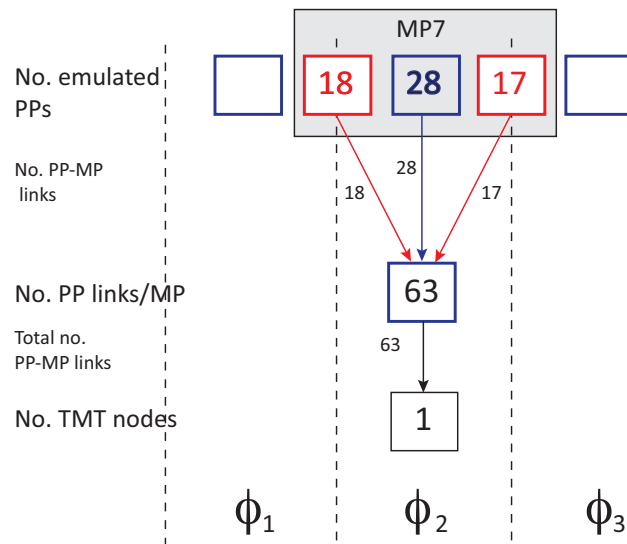 MP7
No. emulated
PPs
18
28
17
No. PP-MP
links
18
28
17
No. PP links/MP
63
Total no.
PP-MP links
63
No. TMT nodes
1
ϕ1
ϕ2
ϕ3